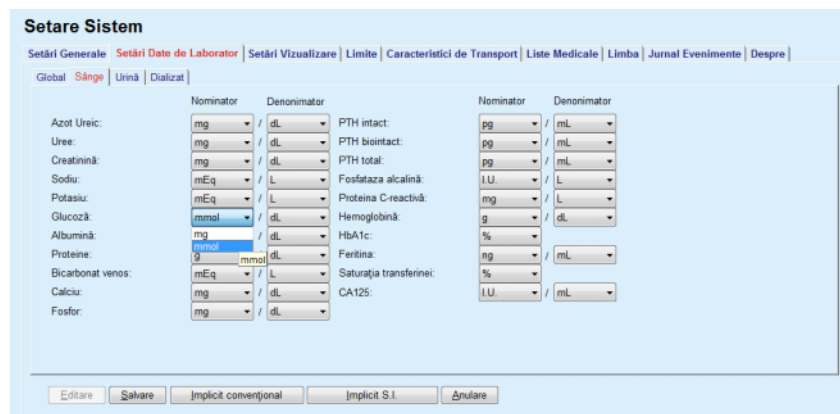 Setare Sistem
Setări Generale Setări Date de Laborator Setări Vizualizare Limite Caracteristici de Transport Liste Medicale Limba Jurnal Evenimente Despre
Global Sânge Urină Dializat
Nominator Denonimator Nominator Denonimator
Azot Ureic: mg / dL PTH intact: pg / mL
Uree: mg / dL PTH biointact: pg / mL
Creatinină: mg / dL PTH total: pg / mL
Sodiu: mEq / L Fosfataza alcalină: I.U. / L
Potasiu: mEq / L Proteina C-reactivă: mg / L
Glucoză: mmol / dL Hemoglobină: g / dL
Albumină: mg / dL HbA1c: %
mmol
Proteine: g mmol dL Feritina: ng / mL
Bicarbonat venos: mEq / L Saturaţia transferinei: %
Calciu: mg / dL CA125: I.U. / mL
Fosfor: mg / dL
Editare Salvare Implicit convenţional Implicit S.I. Anulare